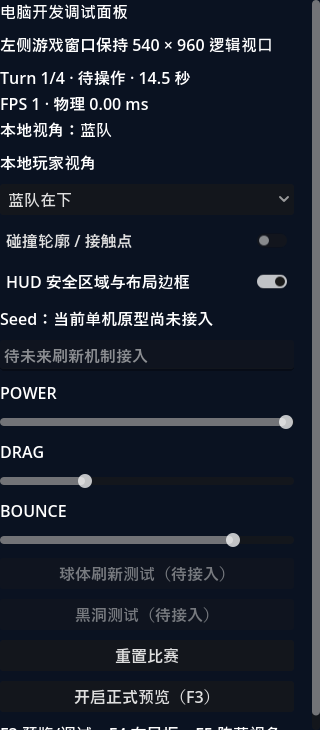 电脑开发调试面板
左侧游戏窗口保持 540 × 960 逻辑视口
Turn 1/4 · 待操作 · 14.5 秒
FPS 1 · 物理 0.00 ms
本地视角：蓝队
本地玩家视角
蓝队在下
碰撞轮廓 / 接触点
HUD 安全区域与布局边框
Seed：当前单机原型尚未接入
待未来刷新机制接入
POWER
DRAG
BOUNCE
球体刷新测试（待接入）
黑洞测试（待接入）
重置比赛
开启正式预览（F3）